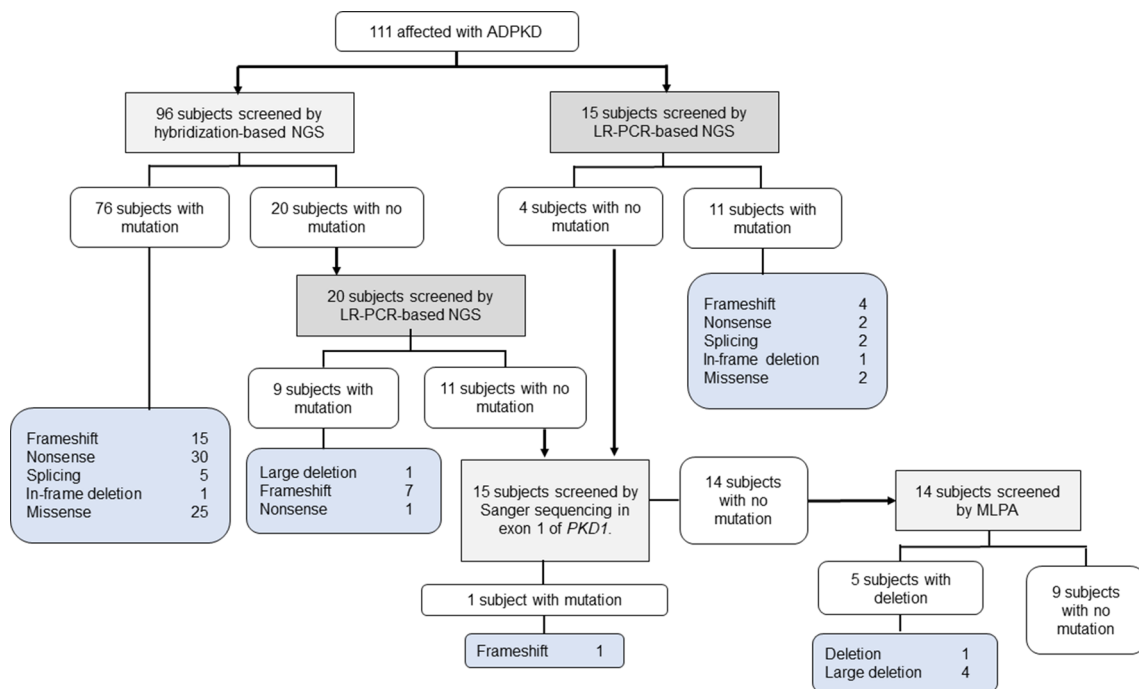 111 affected with ADPKD
96 subjects screened by
hybridization-based NGS
15 subjects screened by
LR-PCR-based NGS
76 subjects with
mutation
20 subjects with no
mutation
4 subjects with no
mutation
11 subjects with
mutation
20 subjects screened by
LR-PCR-based NGS
Frameshift 4
Nonsense 2
Splicing 2
In-frame deletion 1
Missense 2
9 subjects with
mutation
11 subjects with no
mutation
Frameshift 15
Nonsense 30
Splicing 5
In-frame deletion 1
Missense 25
Large deletion 1
Frameshift 7
Nonsense 1
15 subjects screened by
Sanger sequencing in
exon 1 of PKD1.
14 subjects
with no
mutation
14 subjects screened
by MLPA
1 subject with mutation
Frameshift 1
5 subjects with
deletion
9 subjects
with no
mutation
Deletion 1
Large deletion 4